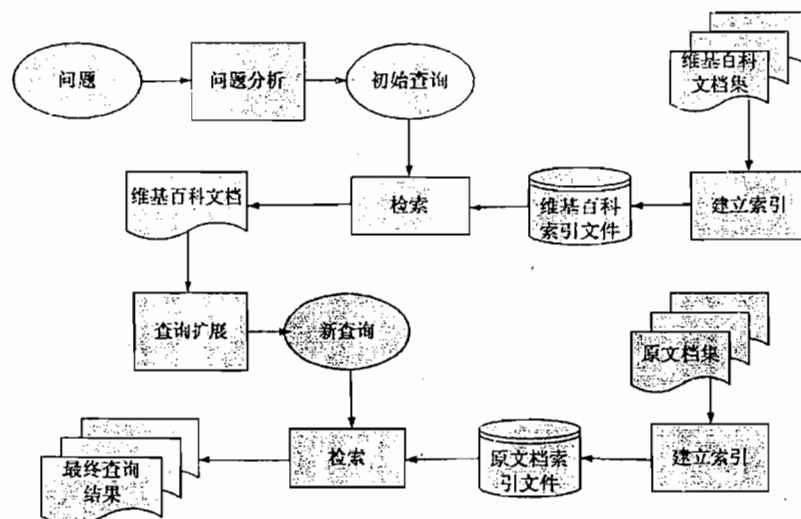 问题
问题分析
初始查询
维基百科
文档集
维基百科文档
检索
维基百科
索引文件
建立索引
查询扩展
新查询
原文档集
最终查询
结果
检索
原文档索
引文件
建立索引